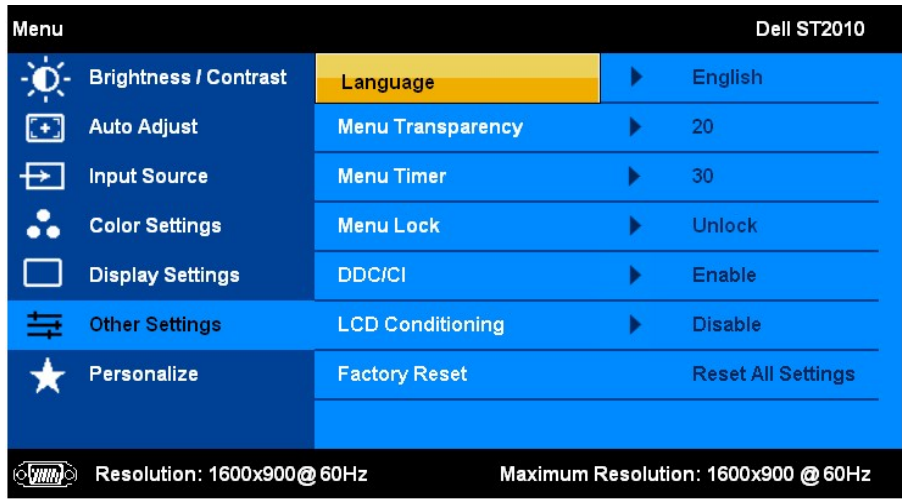 Menu Dell ST2010
Brightness / Contrast Language English
Auto Adjust Menu Transparency 20
Input Source Menu Timer 30
Color Settings Menu Lock Unlock
Display Settings DDC/CI Enable
Other Settings LCD Conditioning Disable
Personalize Factory Reset Reset All Settings
Resolution: 1600x900@60Hz Maximum Resolution: 1600x900 @60Hz